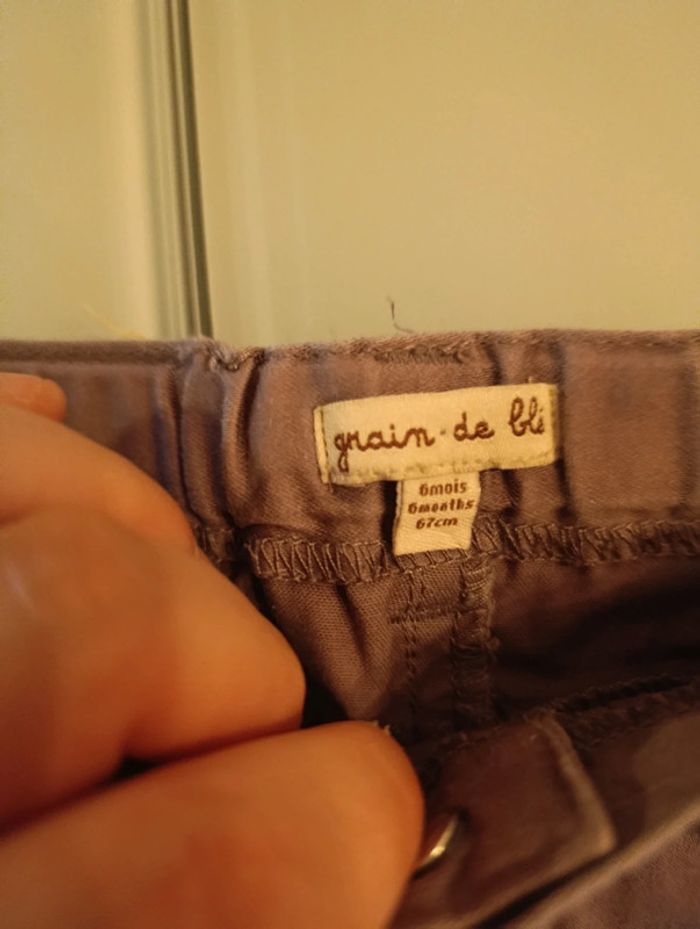 grain de blé
6mois
6months
67cm